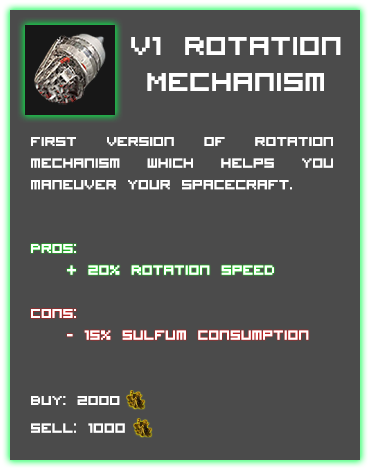 V1 ROTATION
MECHANISM
FIRST VERSION OF ROTATION
MECHANISM WHICH HELPS YOU
MANEUVER YOUR SPACECRAFT.
PROS:
+ 20% ROTATION SPEED
CONS:
- 15% SULFUM CONSUMPTION
BUY: 2000
SELL: 1000